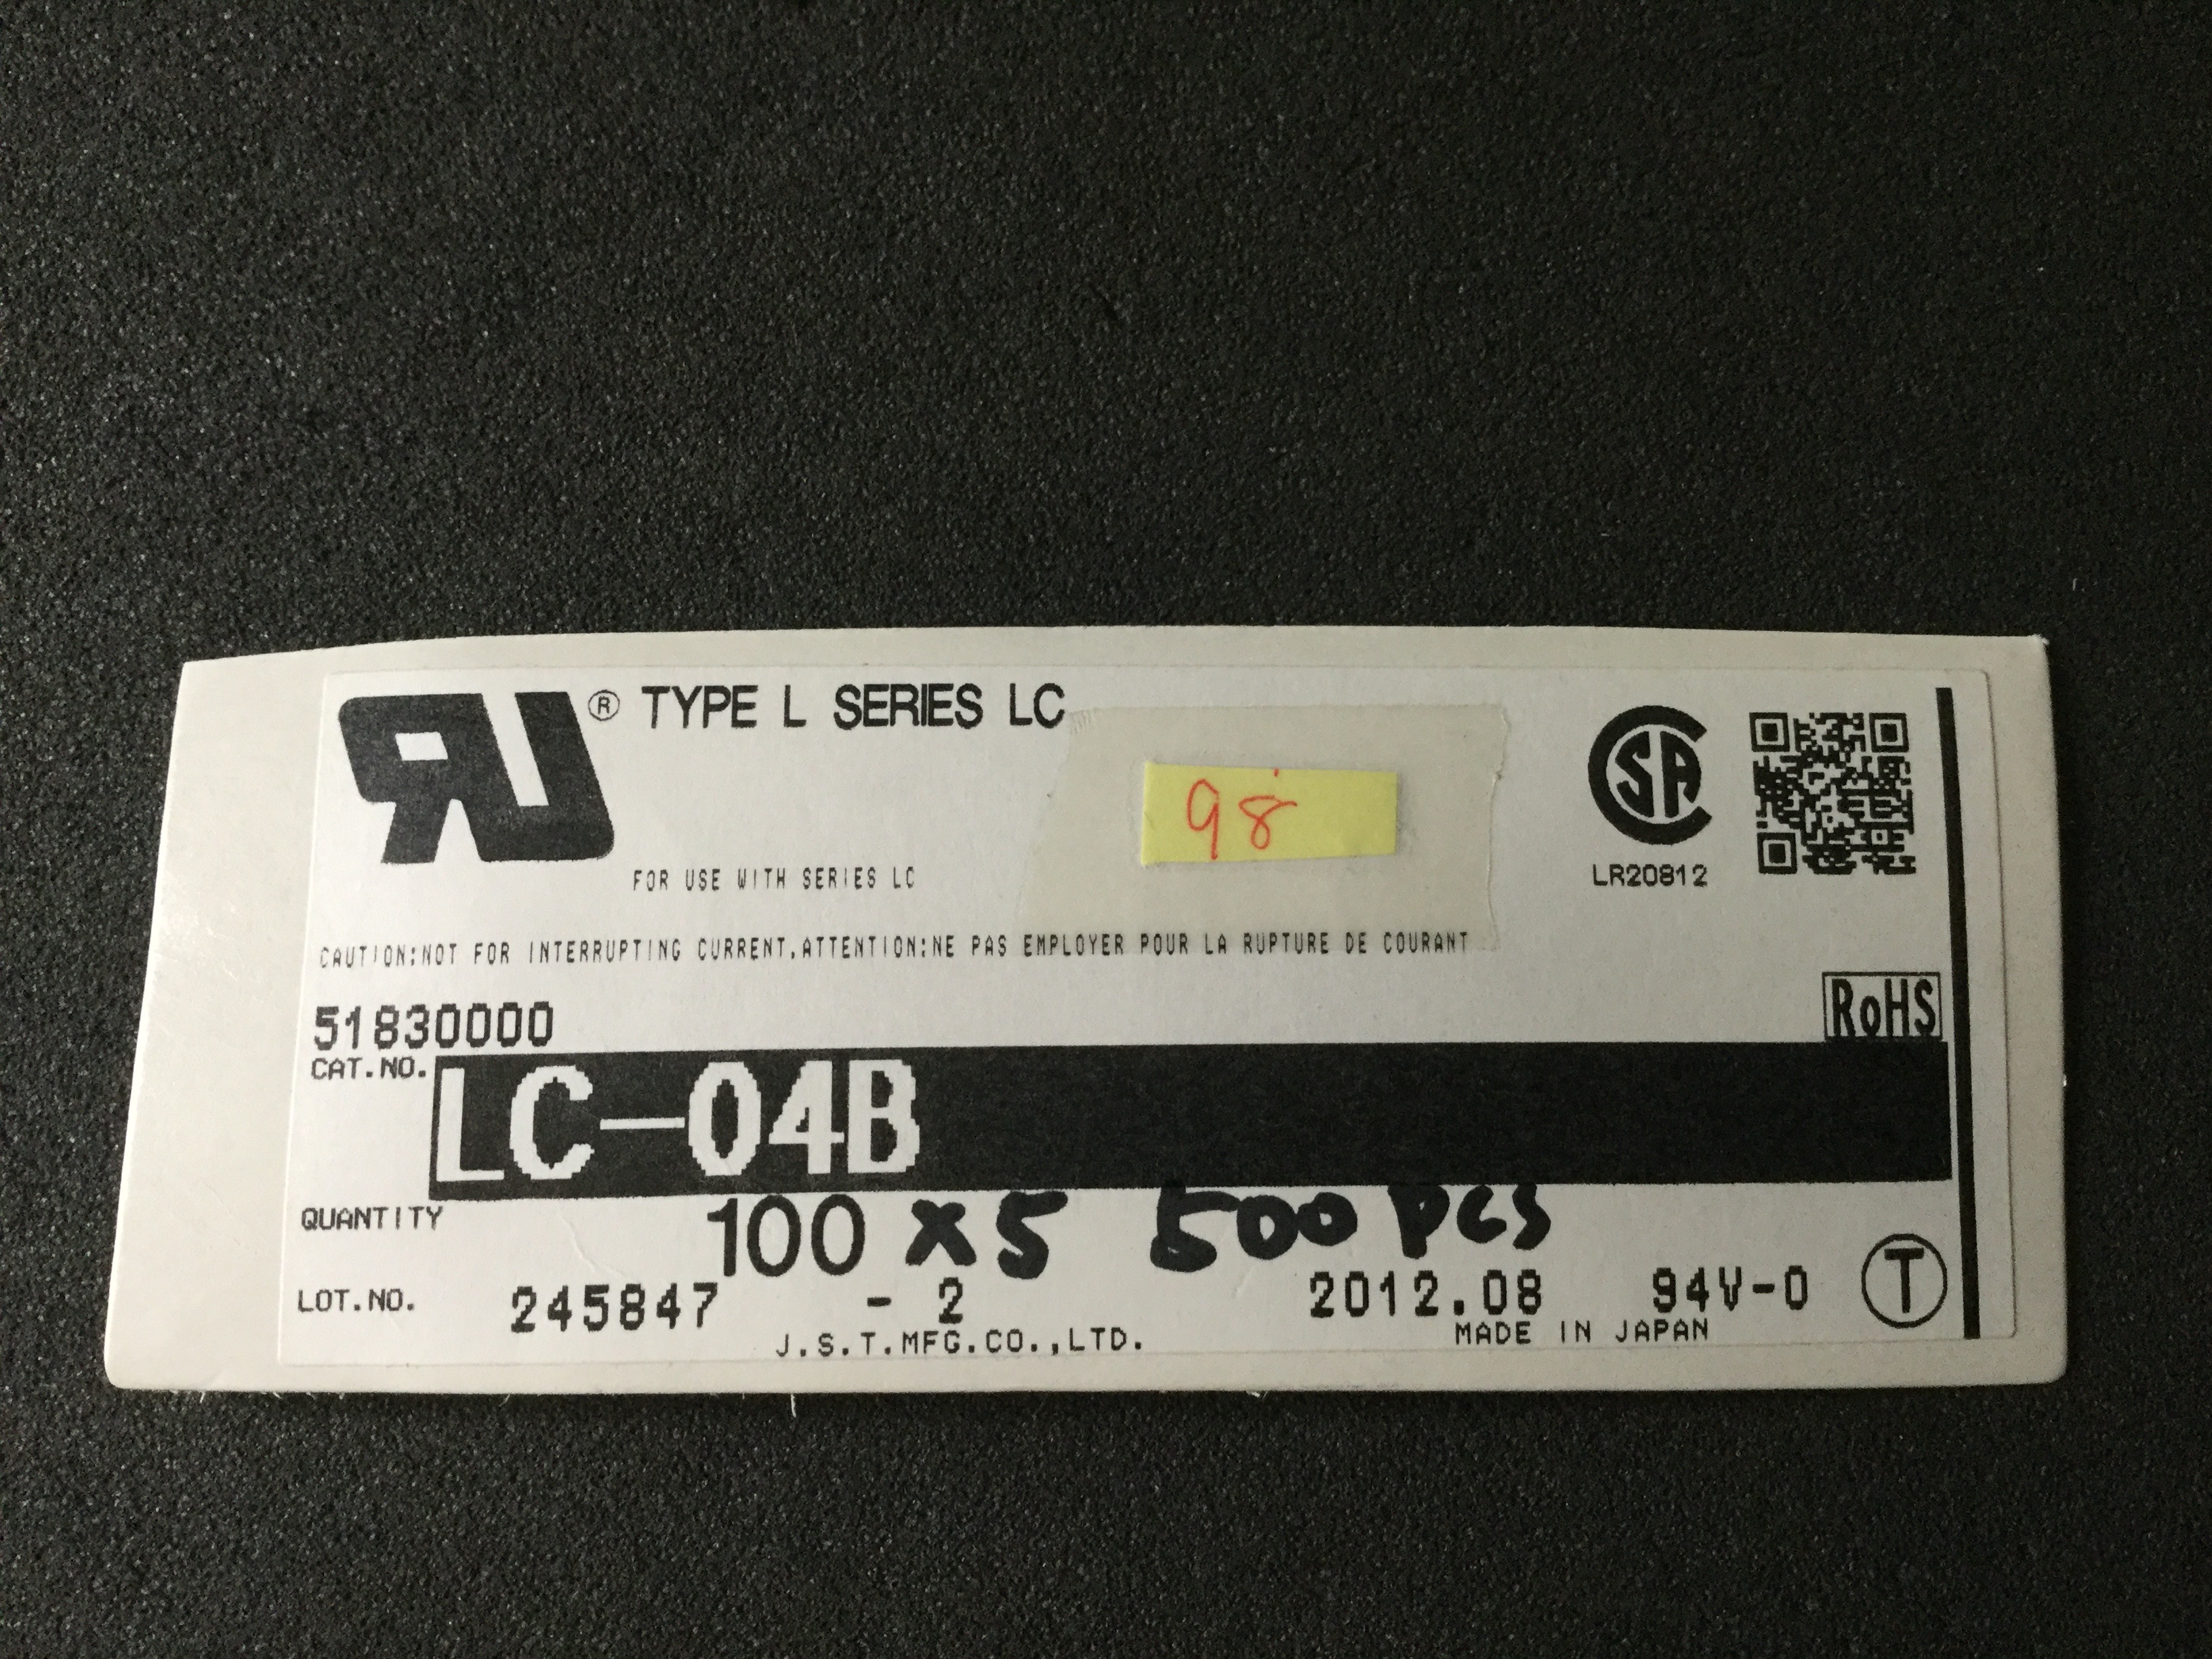 ® TYPE L SERIES LC
98
LR20812
FOR USE WITH SERIES LC
CAUTION:NOT FOR INTERRUPTING CURRENT,ATTENTION:NE PAS EMPLOYER POUR LA RUPTURE DE COURANT
51830000
RoHS
CAT.NO. LC-04B
QUANTITY 100 x5 500 pcs
LOT.NO. 245847 - 2 2012.08 94V-0 T
J.S.T.MFG.CO.,LTD. MADE IN JAPAN